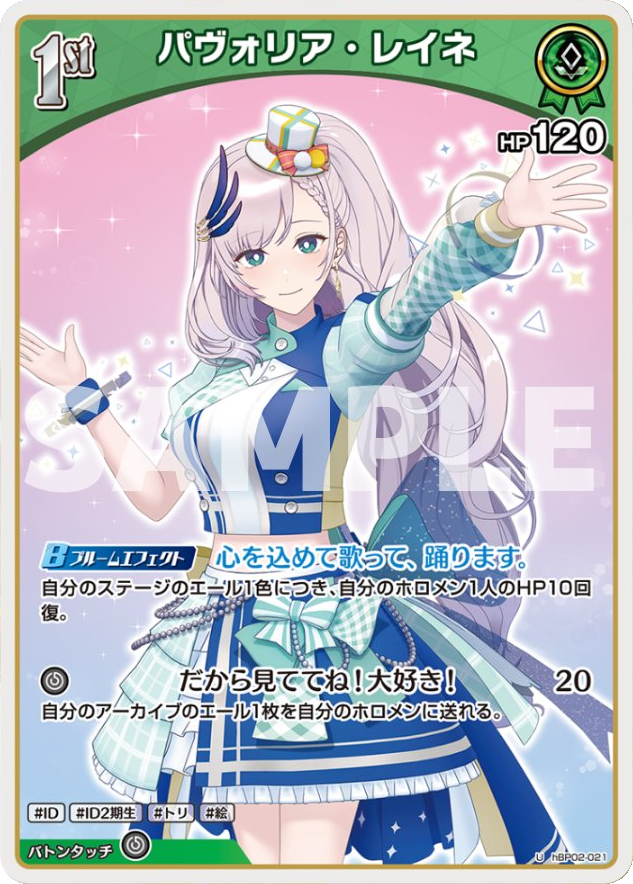 1st
パヴォリア・レイネ
HP120
SAMPLE
Bブルームエフェクト 心を込めて歌って、踊ります。
自分のステージのエール1色につき、自分のホロメン1人のHP10回
復。
だから見ててね!大好き! 20
自分のアーカイブのエール1枚を自分のホロメンに送れる。
#ID #ID2期生 #トリ #絵
バトンタッチ
U hBP02-021